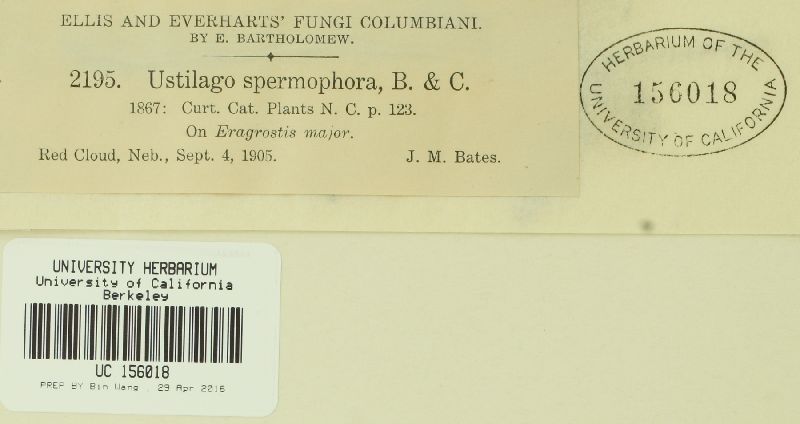 ELLIS AND EVERHARTS' FUNGI COLUMBIANI.
BY E. BARTHOLOMEW.
2195. Ustilago spermophora, B. & C.
1867: Curt. Cat. Plants N. C. p. 123.
On Eragrostis major.
Red Cloud, Neb., Sept. 4, 1905. J. M. Bates.
HERBARIUM OF THE
156018
UNIVERSITY OF CALIFORNIA
UNIVERSITY HERBARIUM
University of California
Berkeley
UC 156018
PREP BY Bin Wang , 29 Apr 2016